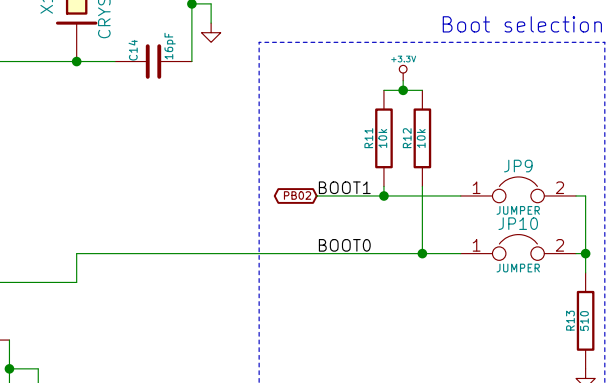 Boot selection
CRYS
C14
16pF
+3.3V
R11
10k
R12
10k
JP9
PB02
BOOT1
1
2
JUMPER
JP10
BOOT0
1
2
JUMPER
R13
510